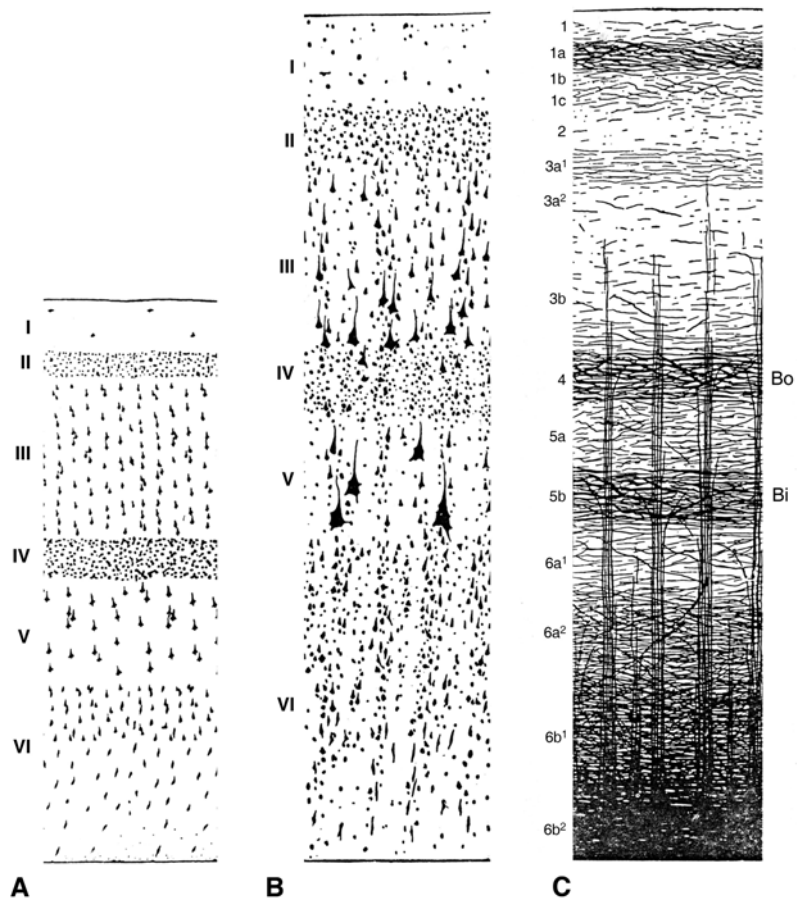 I
II
III
IV
V
VI
A
I
II
III
IV
V
VI
B
1
1a
1b
1c
2
3a¹
3a²
3b
4
Bo
5a
5b
Bi
6a¹
6a²
6b¹
6b²
C